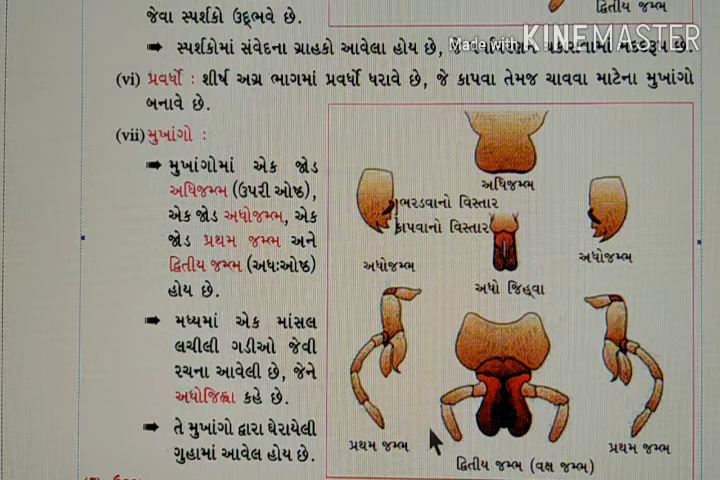 જેવા સ્પર્શકો ઉદ્ભવે છે.
દ્વિતીય જમ્ભ
Made with KINEMASTER
➡ સ્પર્શકોમાં સંવેદના ગ્રાહકો આવેલા હોય છે, જે
(vi) પ્રવર્ધો : શીર્ષ અગ્ર ભાગમાં પ્રવર્ધો ધરાવે છે, જે કાપવા તેમજ ચાવવા માટેના મુખાંગો
બનાવે છે.
(vii) મુખાંગો :
➡ મુખાંગોમાં એક જોડ
અધિજમ્ભ (ઉપરી ઓષ્ઠ),
એક જોડ અધોજમ્ભ, એક
જોડ પ્રથમ જમ્ભ અને
દ્વિતીય જમ્ભ (અધઃઓષ્ઠ)
હોય છે.
➡ મધ્યમાં એક માંસલ
લચીલી ગડીઓ જેવી
રચના આવેલી છે, જેને
અધોજિહ્વા કહે છે.
➡ તે મુખાંગો દ્વારા ઘેરાયેલી
ગુહામાં આવેલ હોય છે.
અધિજમ્ભ
ભરડવાનો વિસ્તાર
કાપવાનો વિસ્તાર
અધોજમ્ભ
અધો જિહ્વા
અધોજમ્ભ
પ્રથમ જમ્ભ
દ્વિતીય જમ્ભ (વક્ષ જમ્ભ)
પ્રથમ જમ્ભ